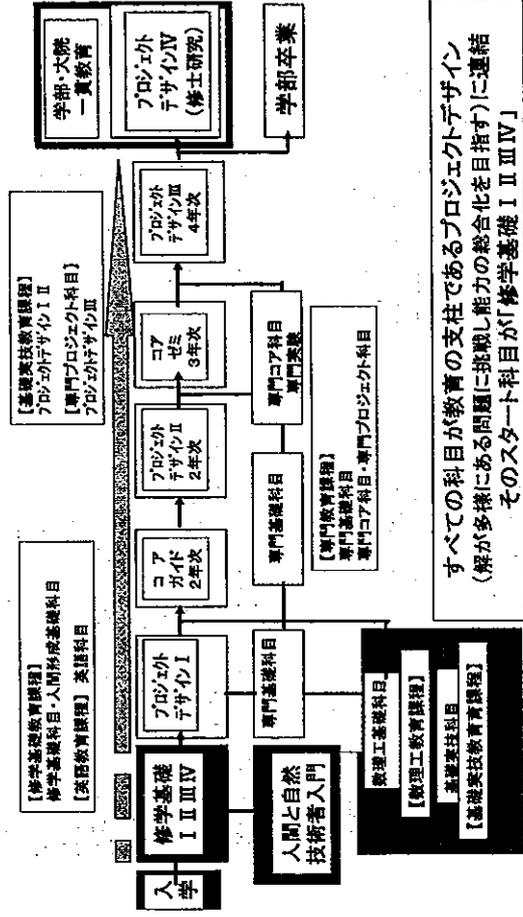 【修学基礎教育課程】
修学基礎科目・人間形成基礎科目
【英語教育課程】 英語科目
【基礎実技教育課程】
プロジェクトデザインⅠⅡ
【専門プロジェクト科目】
プロジェクトデザインⅢ
入
学
修学基礎
ⅠⅡⅢⅣ
プロジェクト
デザインⅠ
コア
ガイド
2年次
プロジェクト
デザインⅡ
2年次
コア
ゼミ
3年次
プロジェクト
デザインⅢ
4年次
学部・大院
一貫教育
プロジェクト
デザインⅣ
(修士研究)
学部卒業
人間と自然
技術者入門
専門基礎科目
専門基礎科目
専門コア科目
専門実験
数理工基礎科目
【数理工教育課程】
基礎実技科目
【基礎実技教育育課程】
【専門教育課程】
専門基礎科目
専門コア科目・専門プロジェクト科目
すべての科目が教育の支柱であるプロジェクトデザイン
(解が多様にある問題に挑戦し能力の総合化を目指す)に連結
そのスタート科目が「修学基礎ⅠⅡⅢⅣ」